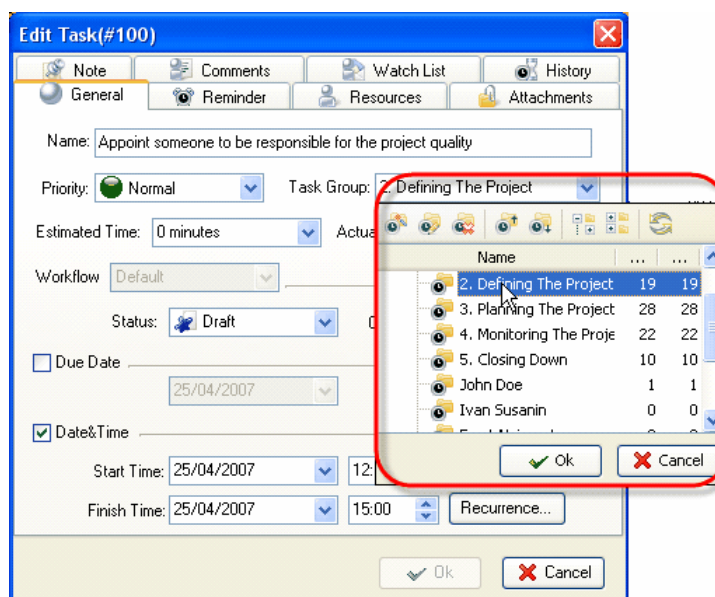 Edit Task(#100)
Note Comments Watch List History
General Reminder Resources Attachments
Name: Appoint someone to be responsible for the project quality
Priority: Normal Task Group: 2. Defining The Project
Estimated Time: 0 minutes Actua
Name ... ...
Workflow Default
2. Defining The Project 19 19
3. Planning The Project 28 28
Status: Draft
4. Monitoring The Proje 22 22
Due Date
5. Closing Down 10 10
25/04/2007
John Doe 1 1
Ivan Susanin 0 0
Date&Time
Ok Cancel
Start Time: 25/04/2007 12:
Finish Time: 25/04/2007 15:00 Recurrence...
Ok Cancel